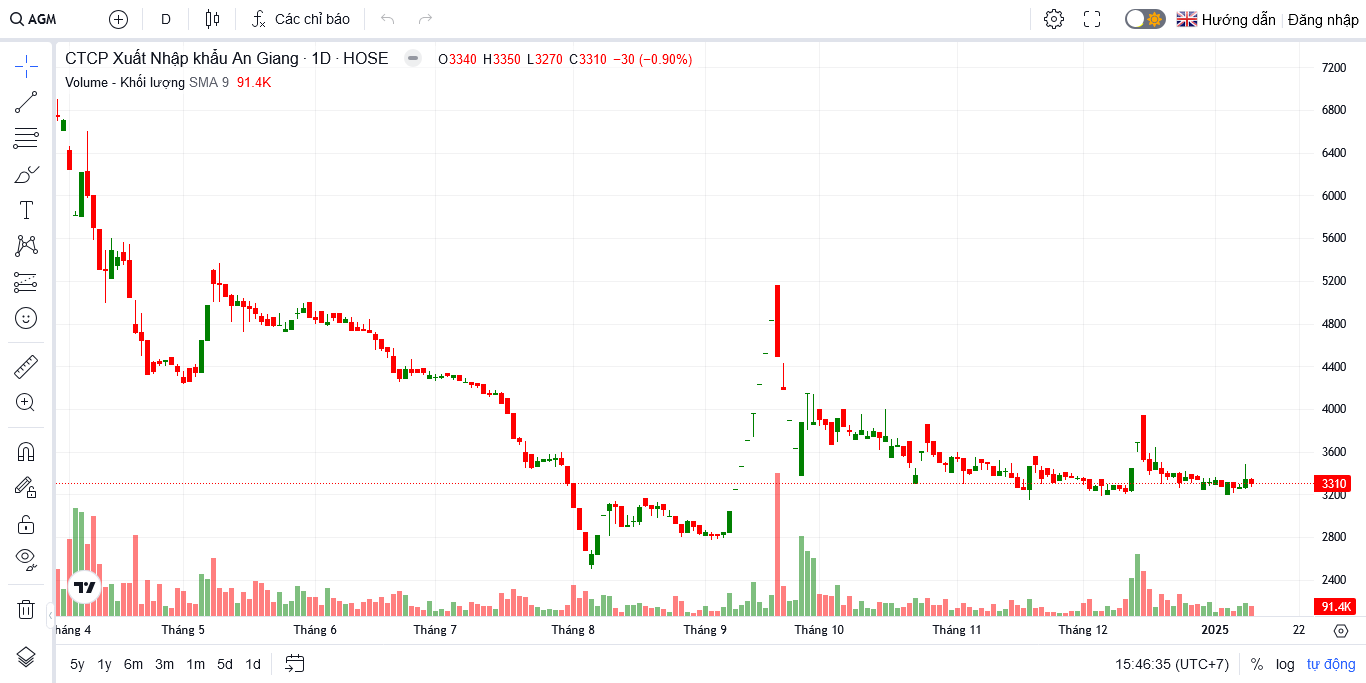 AGM D Các chỉ báo Hướng dẫn Đăng nhập
CTCP Xuất Nhập khẩu An Giang · 1D · HOSE O3340 H3350 L3270 C3310 −30 (−0.90%)
Volume - Khối lượng SMA 9 91.4K
7200
6800
6400
6000
5600
5200
4800
4400
4000
3600
3310
3200
2800
2400
91.4K
háng 4 Tháng 5 Tháng 6 Tháng 7 Tháng 8 Tháng 9 Tháng 10 Tháng 11 Tháng 12 2025 22
5y 1y 6m 3m 1m 5d 1d 15:46:35 (UTC+7) % log tự động